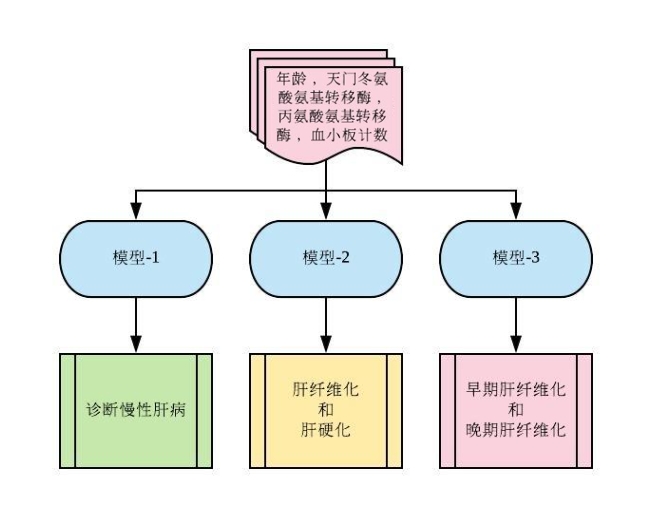 年龄，天门冬氨
酸氨基转移酶，
丙氨酸氨基转移
酶，血小板计数
模型-1
模型-2
模型-3
诊断慢性肝病
肝纤维化
和
肝硬化
早期肝纤维化
和
晚期肝纤维化